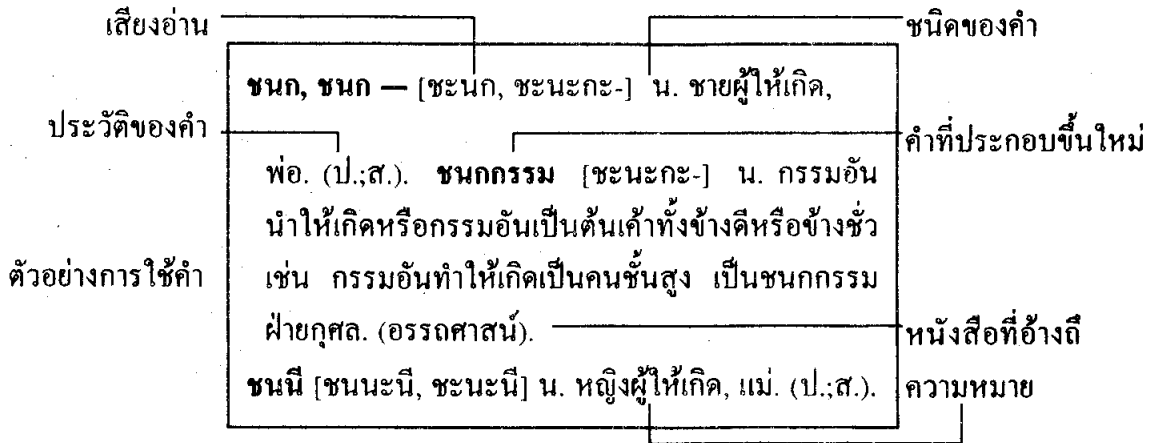 เสียงอ่าน
ชนิดของคำ
ชนก, ชนก — [ชะนก, ชะนะกะ-] น. ชายผู้ให้เกิด,
ประวัติของคำ
คำที่ประกอบขึ้นใหม่
พ่อ. (ป.;ส.). ชนกกรรม [ชะนะกะ-] น. กรรมอัน
นำให้เกิดหรือกรรมอันเป็นต้นเค้าทั้งข้างดีหรือข้างชั่ว
ตัวอย่างการใช้คำ
เช่น กรรมอันทำให้เกิดเป็นคนชั้นสูง เป็นชนกกรรม
ฝ่ายกุศล. (อรรถศาสน์).
หนังสือที่อ้างถึ
ชนนี [ชนนะนี, ชะนะนี] น. หญิงผู้ให้เกิด, แม่. (ป.;ส.).
ความหมาย